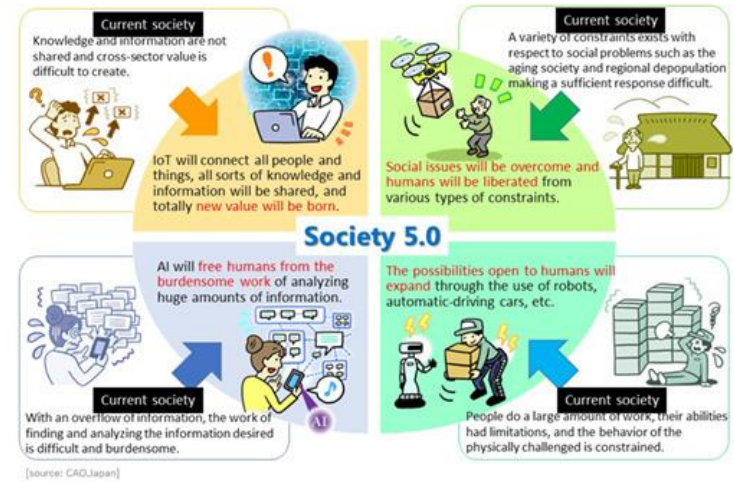 Current society
Knowledge and information are not
shared and cross-sector value is
difficult to create.
IoT will connect all people and
things, all sorts of knowledge and
information will be shared, and
totally new value will be born.
Current society
A variety of constraints exists with
respect to social problems such as the
aging society and regional depopulation
making a sufficient response difficult.
Social issues will be overcome and
humans will be liberated from
various types of constraints.
Society 5.0
AI will free humans from the
burdensome work of analyzing
huge amounts of information.
AI
Current society
With an overflow of information, the work of
finding and analyzing the information desired
is difficult and burdensome.
The possibilities open to humans will
expand through the use of robots,
automatic-driving cars, etc.
Current society
People do a large amount of work, their abilities
had limitations, and the behavior of the
physically challenged is constrained.
[source: CAO,Japan]